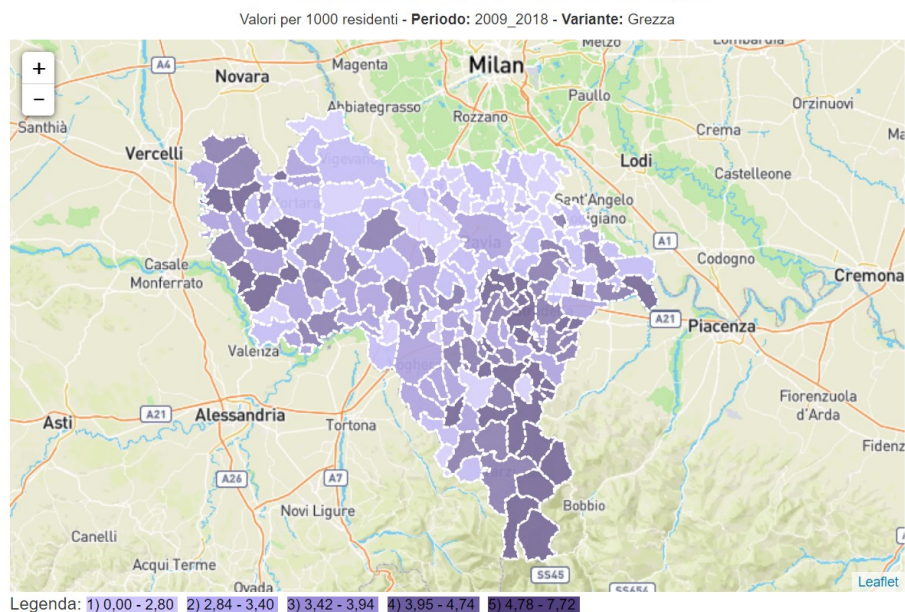 Valori per 1000 residenti - Periodo: 2009_2018 - Variante: Grezza
Melzo
A4
Magenta
Milan
Novara
+
-
Abbiategrasso
Paullo
Orzinuovi
Santhià
Rozzano
Crema
Vercelli
Vigevano
Lodi
Castelleone
Mortara
Sant'Angelo
Pavia
A1
Casale
Monferrato
Codogno
Cremona
A21
Piacenza
Valenza
Voghera
Fiorenzuola
d'Arda
Asti
A21
Alessandria
Tortona
Fidenz
A26
A7
Varzi
Bobbio
Novi Ligure
Canelli
Acqui Terme
SS45
Ovada
SS654
Leaflet
Legenda: 1) 0,00 - 2,80 2) 2,84 - 3,40 3) 3,42 - 3,94 4) 3,95 - 4,74 5) 4,78 - 7,72